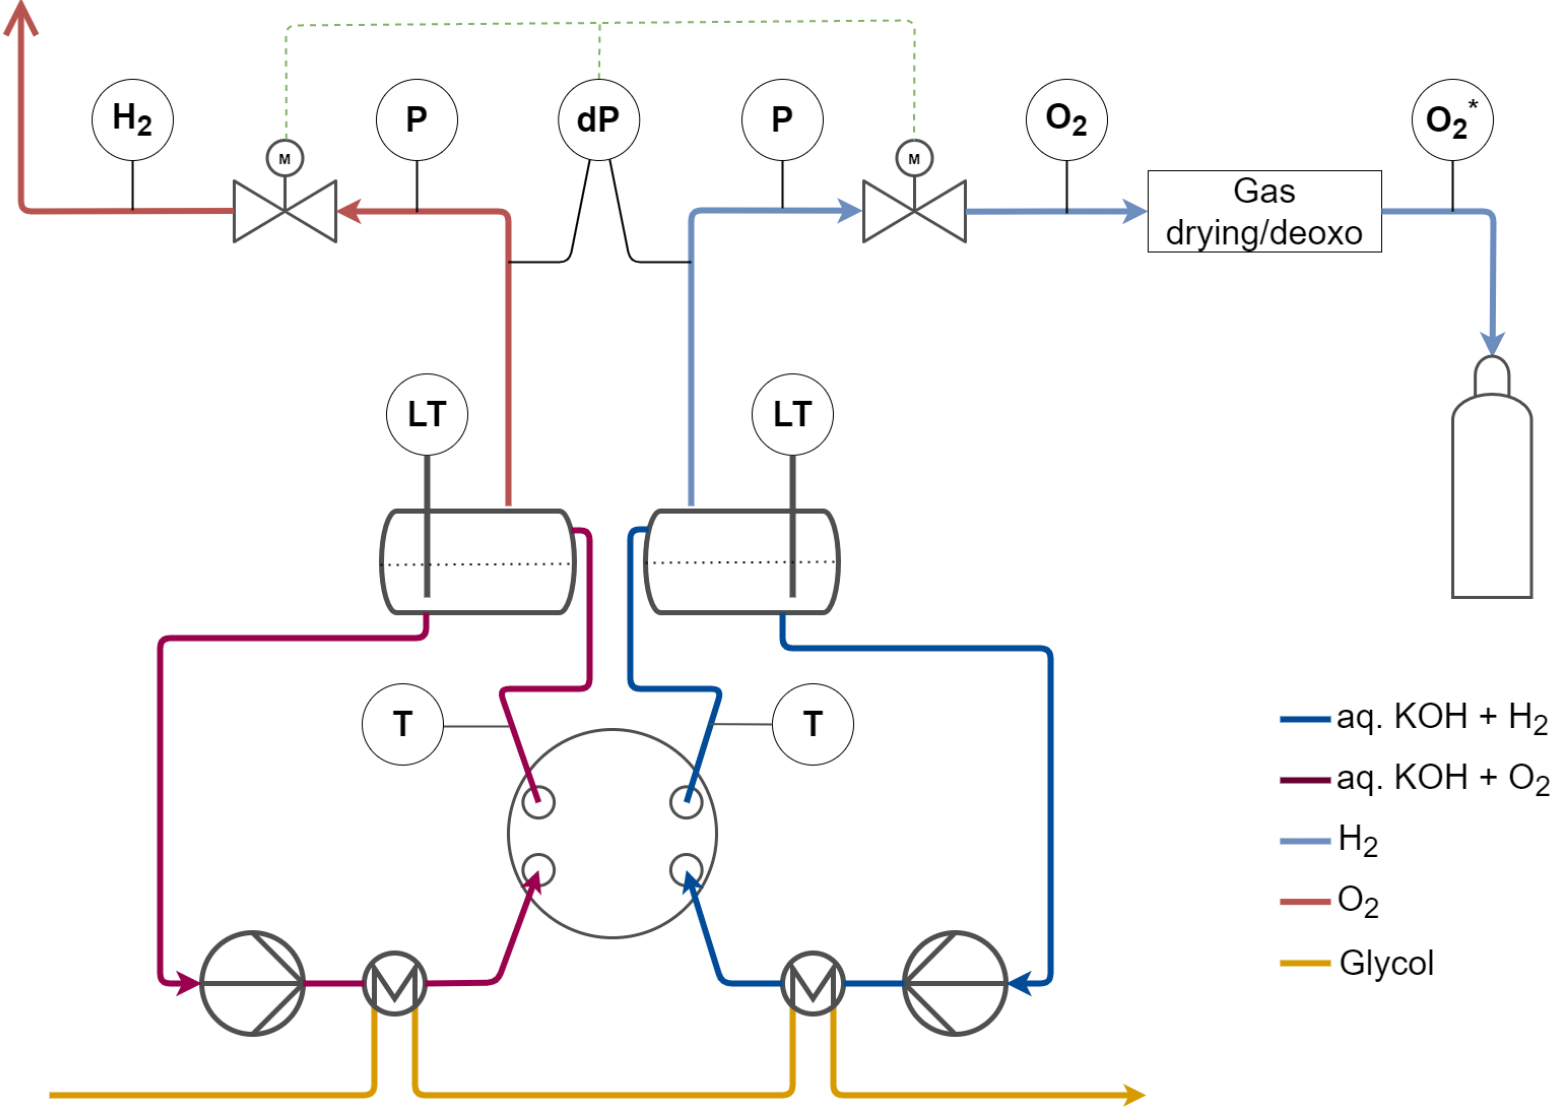 H2
P
dP
P
O2
O2*
M
M
Gas
drying/deoxo
LT
LT
T
T
aq. KOH + H2
aq. KOH + O2
H2
O2
Glycol